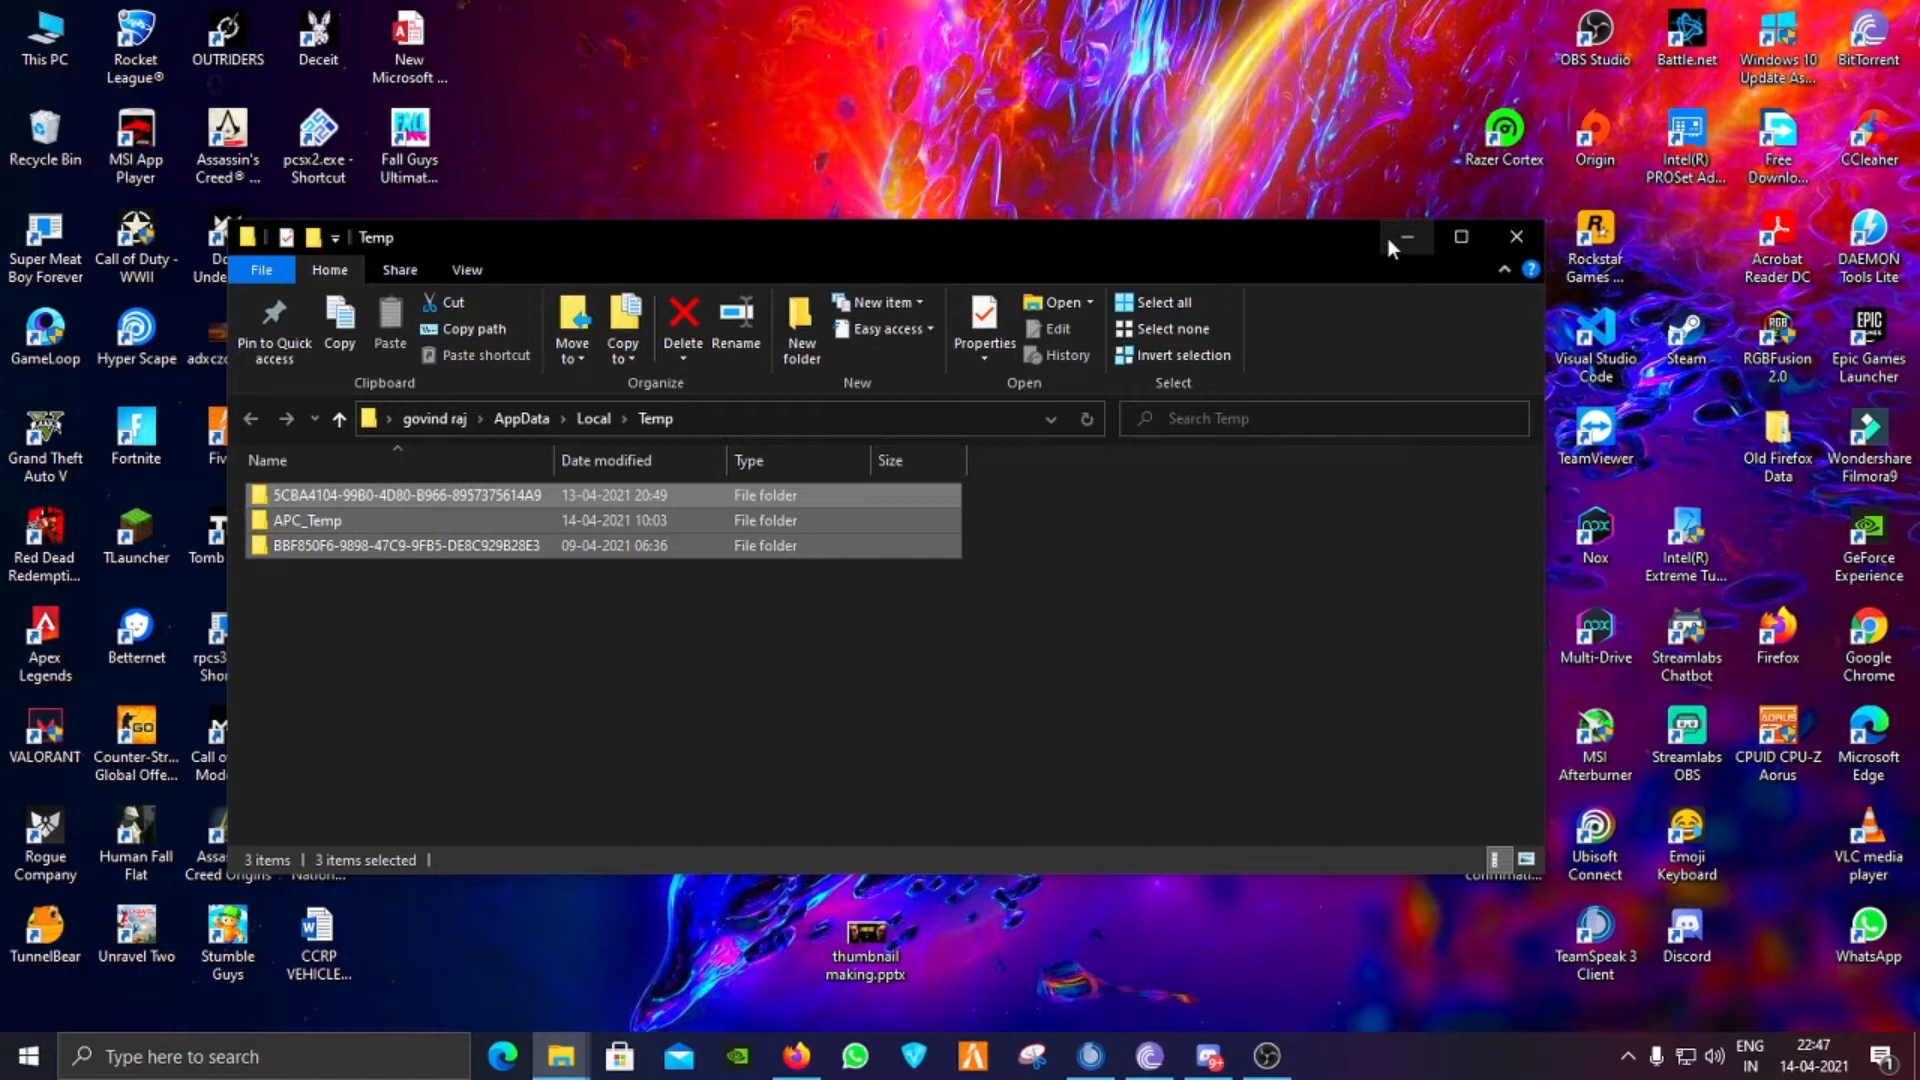 This PC
Rocket
League®
OUTRIDERS
Deceit
New
Microsoft ...
OBS Studio
Battle.net
Windows 10
Update As...
BitTorrent
Recycle Bin
MSI App
Player
Assassin's
Creed® ...
pcsx2.exe -
Shortcut
Fall Guys
Ultimat...
Razer Cortex
Origin
Intel(R)
PROSet Ad...
Free
Downlo...
CCleaner
Super Meat
Boy Forever
Call of Duty -
WWII
Rockstar
Games ...
Acrobat
Reader DC
DAEMON
Tools Lite
GameLoop
Hyper Scape
Visual Studio
Code
Steam
RGBFusion
2.0
Epic Games
Launcher
Grand Theft
Auto V
Fortnite
TeamViewer
Old Firefox
Data
Wondershare
Filmora9
Red Dead
Redempti...
TLauncher
Tomb
Nox
Intel(R)
Extreme Tu...
GeForce
Experience
Apex
Legends
Betternet
rpcs3
Shor
Multi-Drive
Streamlabs
Chatbot
Firefox
Google
Chrome
VALORANT
Counter-Str...
Global Offe...
Call o
Mod
MSI
Afterburner
Streamlabs
OBS
CPUID CPU-Z
Aorus
Microsoft
Edge
Rogue
Company
Human Fall
Flat
Assa
Creed Origins
Nation...
Ubisoft
Connect
Emoji
Keyboard
VLC media
player
TunnelBear
Unravel Two
Stumble
Guys
CCRP
VEHICLE...
thumbnail
making.pptx
TeamSpeak 3
Client
Discord
WhatsApp
Temp
File
Home
Share
View
Pin to Quick
access
Copy
Paste
Cut
Copy path
Paste shortcut
Move
to
Copy
to
Delete
Rename
New
folder
New item
Easy access
Properties
Open
Edit
History
Select all
Select none
Invert selection
Clipboard
Organize
New
Open
Select
govind raj
AppData
Local
Temp
Search Temp
Name
Date modified
Type
Size
5CBA4104-99B0-4D80-B966-8957375614A9 13-04-2021 20:49 File folder
APC_Temp 14-04-2021 10:03 File folder
BBF850F6-9898-47C9-9FB5-DE8C929B28E3 09-04-2021 06:36 File folder
3 items
3 items selected
Type here to search
9+
ENG
IN
22:47
14-04-2021
1